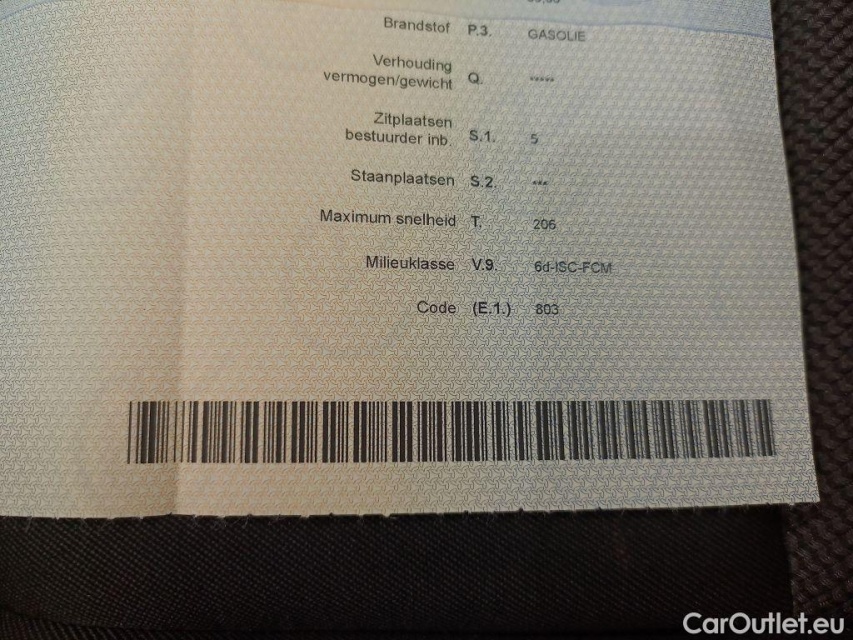 Brandstof P.3. GASOLIE
Verhouding
vermogen/gewicht Q. *****
Zitplaatsen
bestuurder inb. S.1. 5
Staanplaatsen S.2. ***
Maximum snelheid T. 206
Milieuklasse V.9. 6d-ISC-FCM
Code (E.1.) 803
CarOutlet.eu